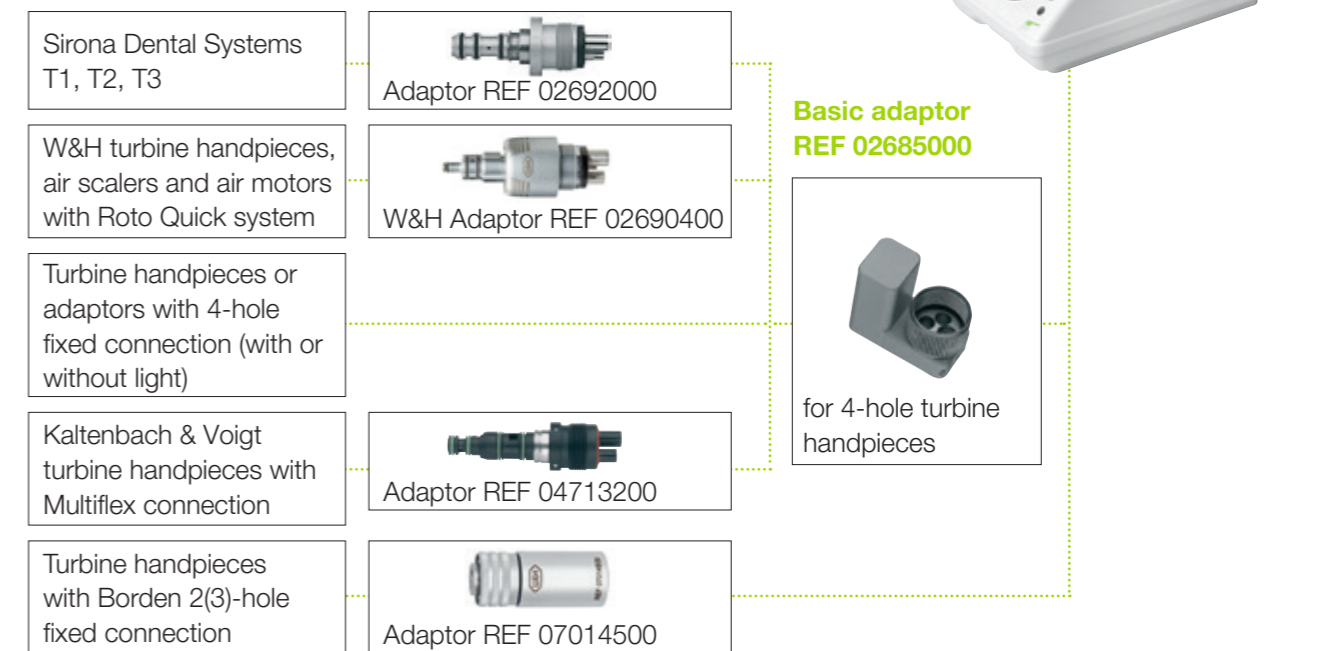 Sirona Dental Systems
T1, T2, T3
Adaptor REF 02692000
Basic adaptor
REF 02685000
W&H turbine handpieces,
air scalers and air motors
with Roto Quick system
W&H Adaptor REF 02690400
Turbine handpieces or
adaptors with 4-hole
fixed connection (with or
without light)
for 4-hole turbine
handpieces
Kaltenbach & Voigt
turbine handpieces with
Multiflex connection
Adaptor REF 04713200
Turbine handpieces
with Borden 2(3)-hole
fixed connection
Adaptor REF 07014500